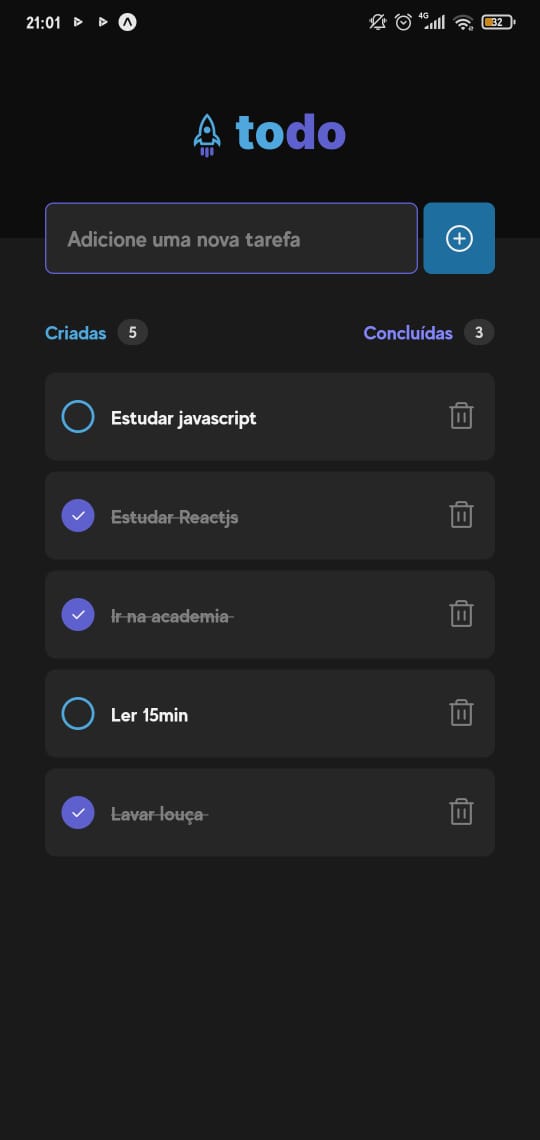 21:01 4G 32
todo
Adicione uma nova tarefa
Criadas 5 Concluídas 3
Estudar javascript
Estudar Reactjs
Ir na academia
Ler 15min
Lavar louça